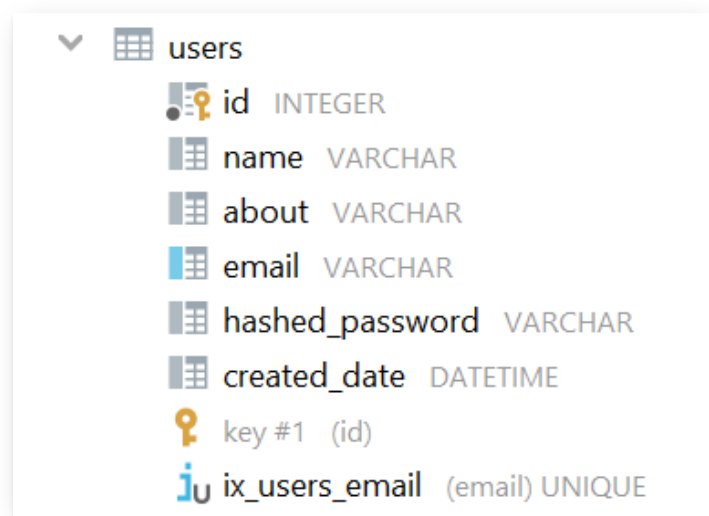 users
id INTEGER
name VARCHAR
about VARCHAR
email VARCHAR
hashed_password VARCHAR
created_date DATETIME
key #1 (id)
ix_users_email (email) UNIQUE